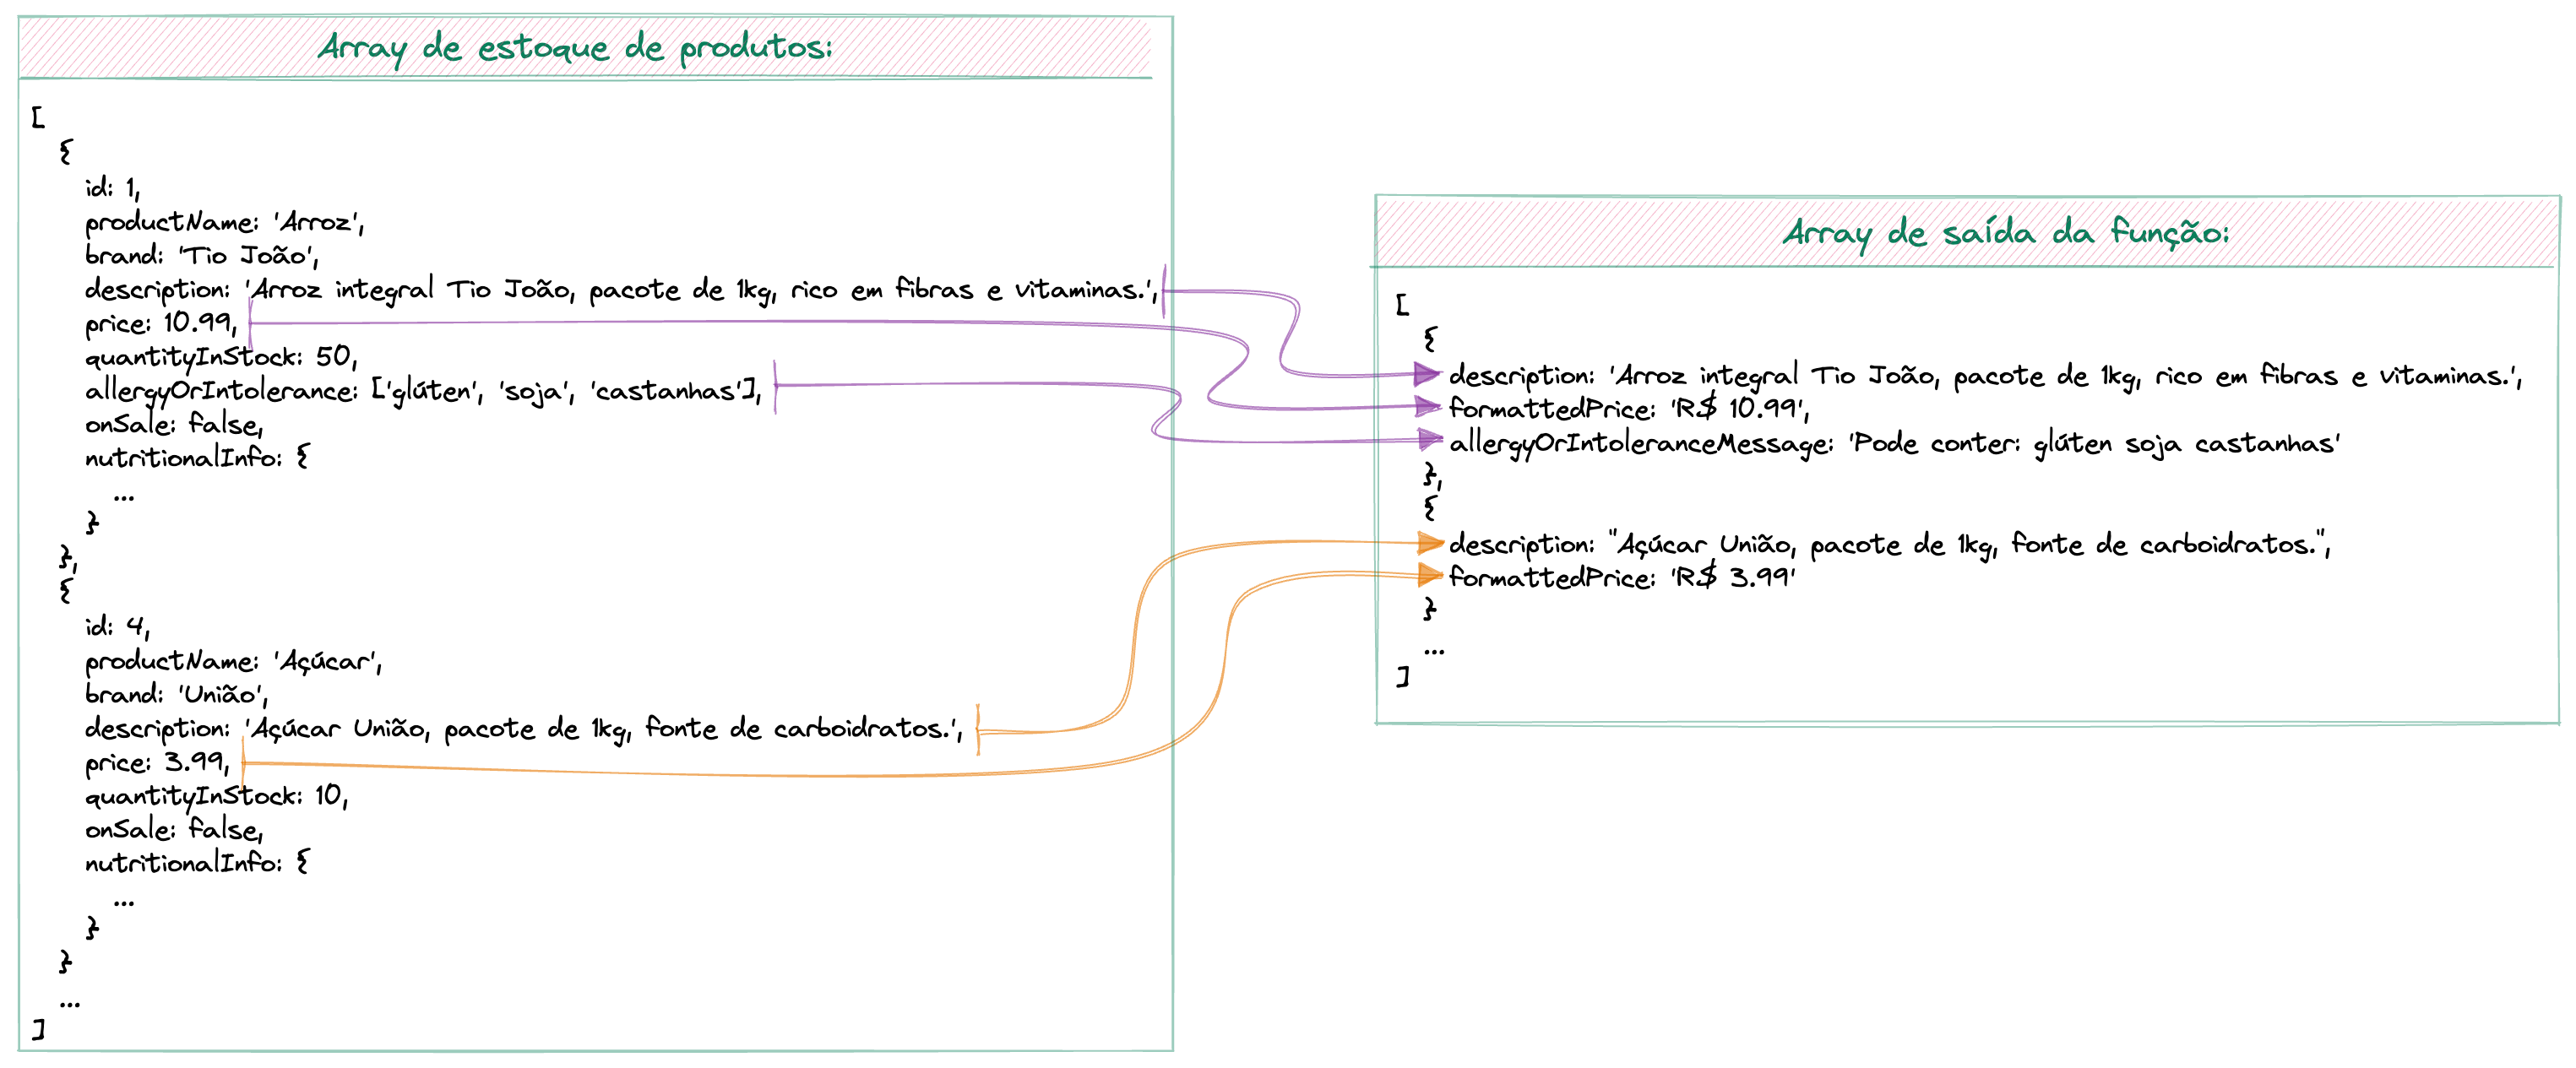 Array de estoque de produtos:
[
{
id: 1,
productName: 'Arroz',
brand: 'Tio João',
description: 'Arroz integral Tio João, pacote de 1kg, rico em fibras e vitaminas.',
price: 10.99,
quantityInStock: 50,
allergyOrIntolerance: ['glúten', 'soja', 'castanhas'],
onSale: false,
nutritionalInfo: {
...
}
},
{
id: 4,
productName: 'Açúcar',
brand: 'União',
description: 'Açúcar União, pacote de 1kg, fonte de carboidratos.',
price: 3.99,
quantityInStock: 10,
onSale: false,
nutritionalInfo: {
...
}
}
...
]
Array de saída da função:
[
{
description: 'Arroz integral Tio João, pacote de 1kg, rico em fibras e vitaminas.',
formattedPrice: 'R$ 10.99',
allergyOrIntoleranceMessage: 'Pode conter: glúten soja castanhas'
},
{
description: "Açúcar União, pacote de 1kg, fonte de carboidratos.",
formattedPrice: 'R$ 3.99'
}
...
]